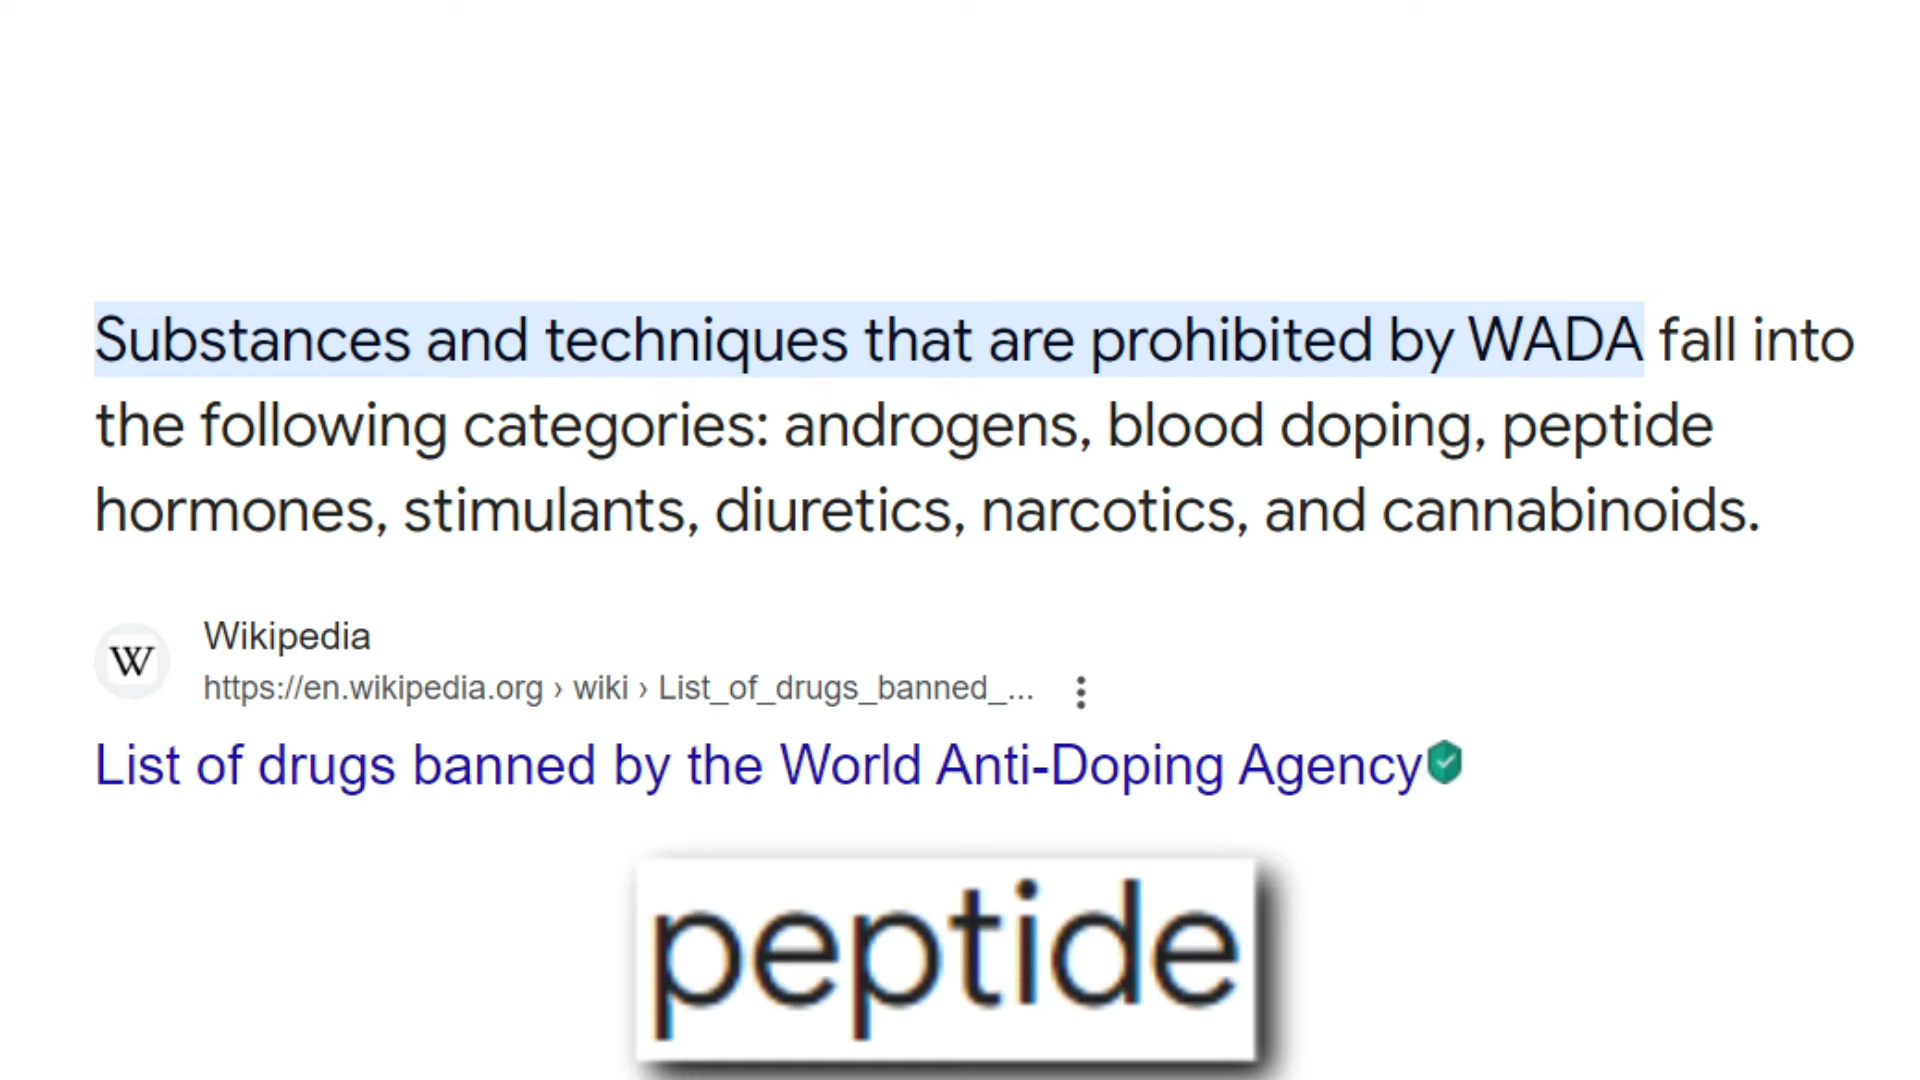 Substances and techniques that are prohibited by WADA fall into
the following categories: androgens, blood doping, peptide
hormones, stimulants, diuretics, narcotics, and cannabinoids.
W
Wikipedia
https://en.wikipedia.org › wiki › List_of_drugs_banned_...
List of drugs banned by the World Anti-Doping Agency
peptide